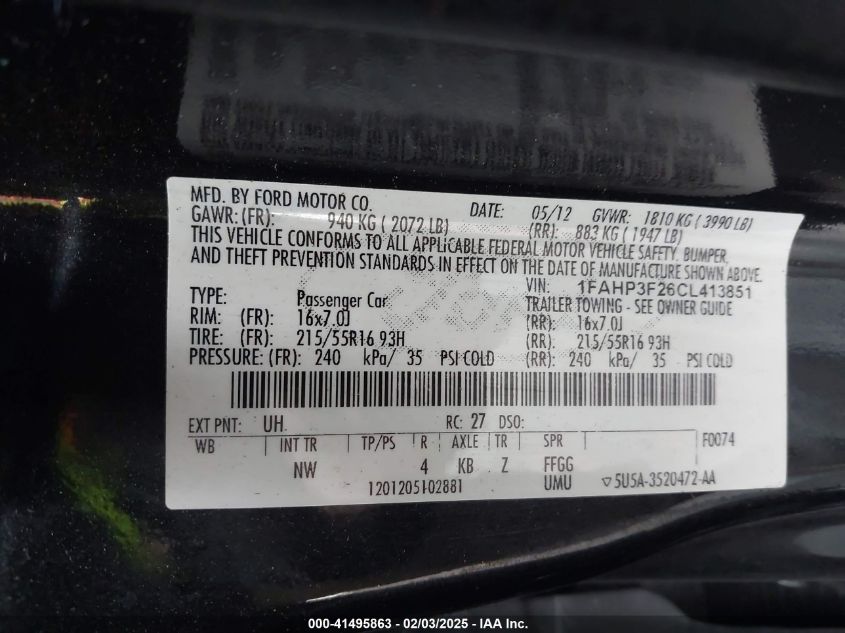 MFD. BY FORD MOTOR CO.
DATE: 05/12 GVWR: 1810 KG ( 3990 LB)
GAWR: (FR): 940 KG ( 2072 LB) (RR): 883 KG ( 1947 LB)
THIS VEHICLE CONFORMS TO ALL APPLICABLE FEDERAL MOTOR VEHICLE SAFETY, BUMPER,
AND THEFT PREVENTION STANDARDS IN EFFECT ON THE DATE OF MANUFACTURE SHOWN ABOVE.
VIN: 1FAHP3F26CL413851
TYPE: Passenger Car TRAILER TOWING - SEE OWNER GUIDE
RIM: (FR): 16x7.0J (RR): 16x7.0J
TIRE: (FR): 215/55R16 93H (RR): 215/55R16 93H
PRESSURE: (FR): 240 kPa/ 35 PSI COLD (RR): 240 kPa/ 35 PSI COLD
EXT PNT: UH RC: 27 DSO:
WB INT TR TP/PS R AXLE TR SPR F0074
NW 4 KB Z FFGG
1201205102881 UMU ▽5U5A-3520472-AA
000-41495863 / 02/03/2025 - IAA Inc.